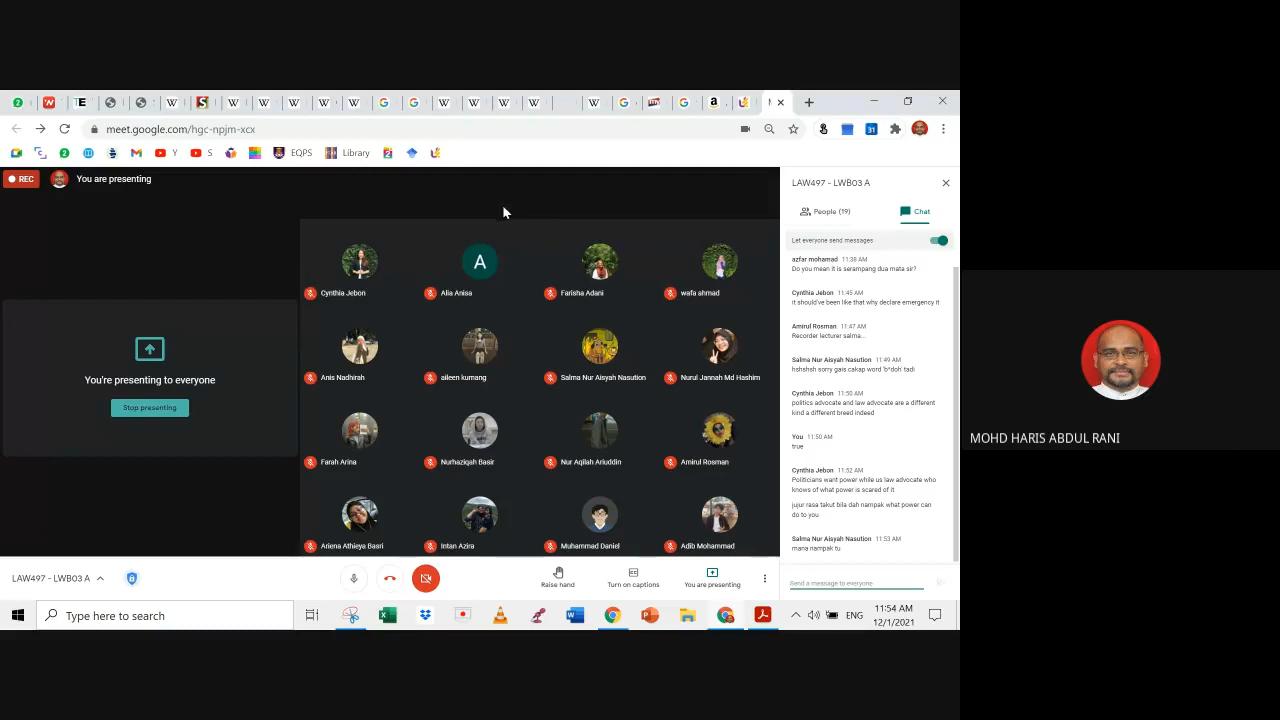 meet.google.com/hgc-npjm-xcx
EQPS
Library
REC
You are presenting
LAW497 - LWB03 A
People (19)
Chat
Let everyone send messages
azfar mohamad 11:38 AM
Do you mean it is serampang dua mata sir?
Cynthia Jebon 11:45 AM
it should've been like that why declare emergency it
Amirul Rosman 11:47 AM
Recorder lecturer salma...
Salma Nur Aisyah Nasution 11:49 AM
hshshsh sorry gais cakap word 'b*doh' tadi
Cynthia Jebon 11:50 AM
politics advocate and law advocate are a different
kind a different breed indeed
You 11:50 AM
true
Cynthia Jebon 11:52 AM
Politicians want power while us law advocate who
knows of what power is scared of it
jujur rasa takut bila dah nampak what power can
do to you
Salma Nur Aisyah Nasution 11:53 AM
mana nampak tu
Send a message to everyone
You're presenting to everyone
Stop presenting
A
Cynthia Jebon
Alia Anisa
Farisha Adani
wafa ahmad
Anis Nadhirah
aileen kumang
Salma Nur Aisyah Nasution
Nurul Jannah Md Hashim
Farah Arina
Nurhaziqah Basir
Nur Aqilah Ariuddin
Amirul Rosman
Ariena Athieya Basri
Intan Azira
Muhammad Daniel
Adib Mohammad
LAW497 - LWB03 A
Raise hand
Turn on captions
You are presenting
Type here to search
ENG
11:54 AM
12/1/2021
MOHD HARIS ABDUL RANI